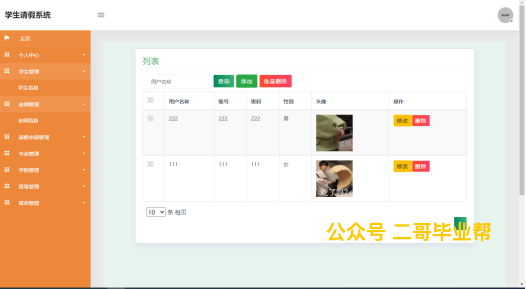 学生请假系统
主页
个人中心
学生管理
学生信息
老师管理
老师信息
请假申请管理
专业管理
学院管理
班级管理
留言管理
列表
用户名称
查询 添加 批量删除
用户名称 账号 密码 性别 头像 操作
222 222 222 男 修改 删除
111 111 111 女 修改 删除
10 条 每页
公众号 二哥毕业帮